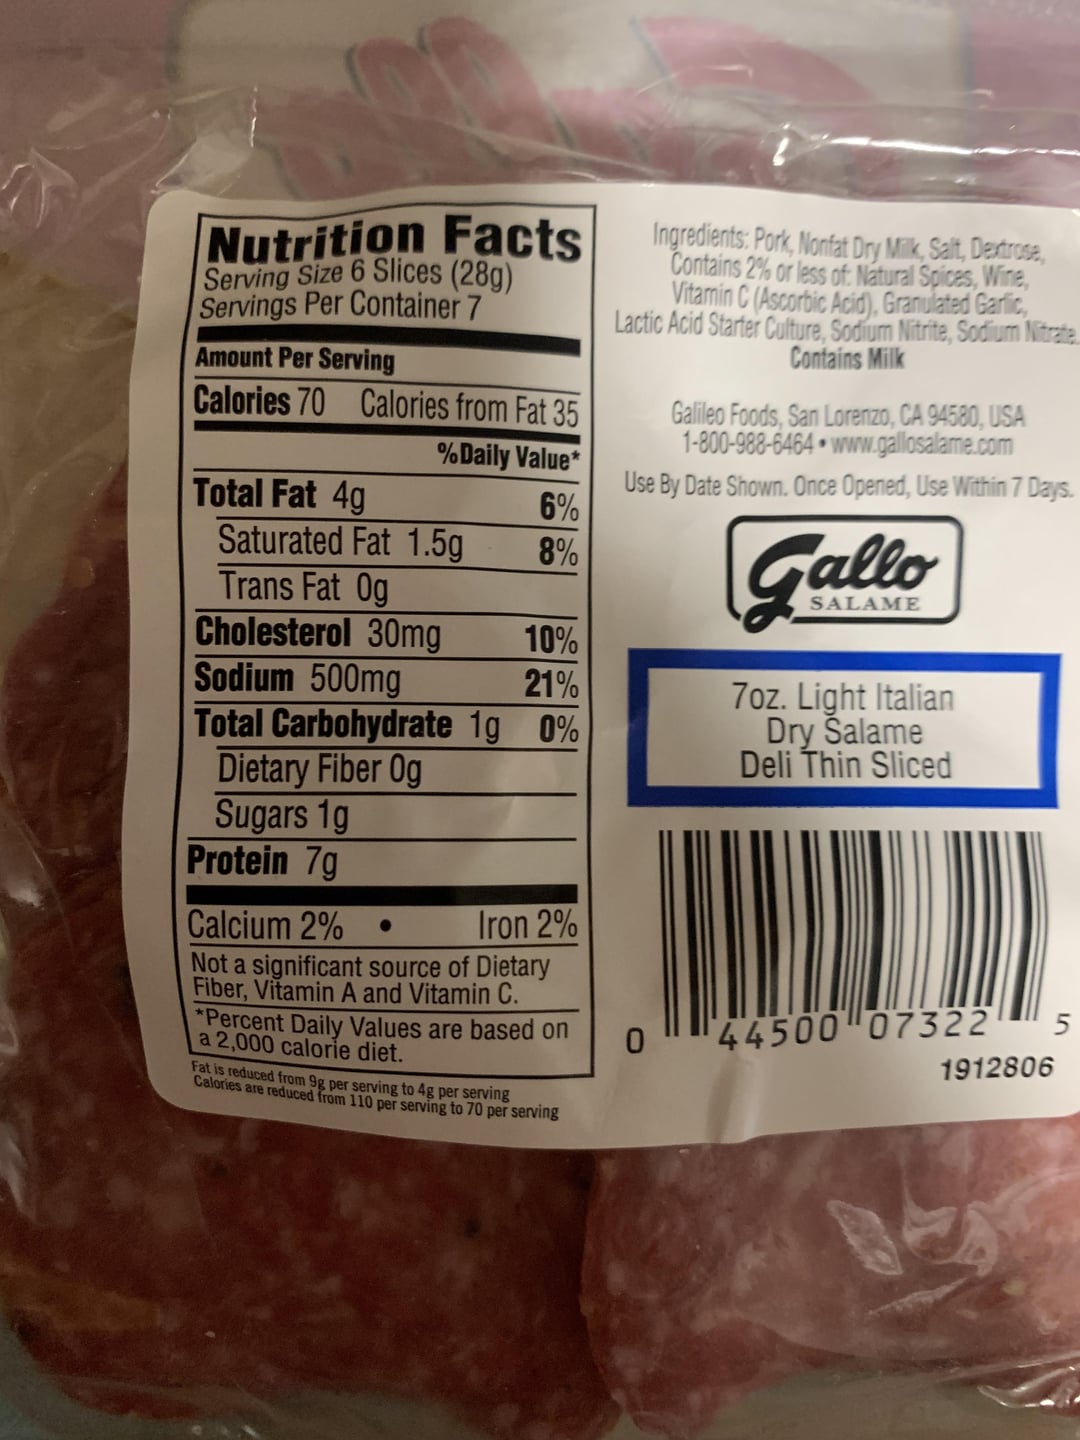 Nutrition Facts
Serving Size 6 Slices (28g)
Servings Per Container 7
Amount Per Serving
Calories 70 Calories from Fat 35
%Daily Value*
Total Fat 4g 6%
Saturated Fat 1.5g 8%
Trans Fat 0g
Cholesterol 30mg 10%
Sodium 500mg 21%
Total Carbohydrate 1g 0%
Dietary Fiber 0g
Sugars 1g
Protein 7g
Calcium 2% • Iron 2%
Not a significant source of Dietary
Fiber, Vitamin A and Vitamin C.
*Percent Daily Values are based on
a 2,000 calorie diet.
Fat is reduced from 9g per serving to 4g per serving
Calories are reduced from 110 per serving to 70 per serving
Ingredients: Pork, Nonfat Dry Milk, Salt, Dextrose,
Contains 2% or less of: Natural Spices, Wine,
Vitamin C (Ascorbic Acid), Granulated Garlic,
Lactic Acid Starter Culture, Sodium Nitrite, Sodium Nitrate.
Contains Milk
Galileo Foods, San Lorenzo, CA 94580, USA
1-800-988-6464 • www.gallosalame.com
Use By Date Shown. Once Opened, Use Within 7 Days.
Gallo
SALAME
7oz. Light Italian
Dry Salame
Deli Thin Sliced
0 44500 07322 5
1912806